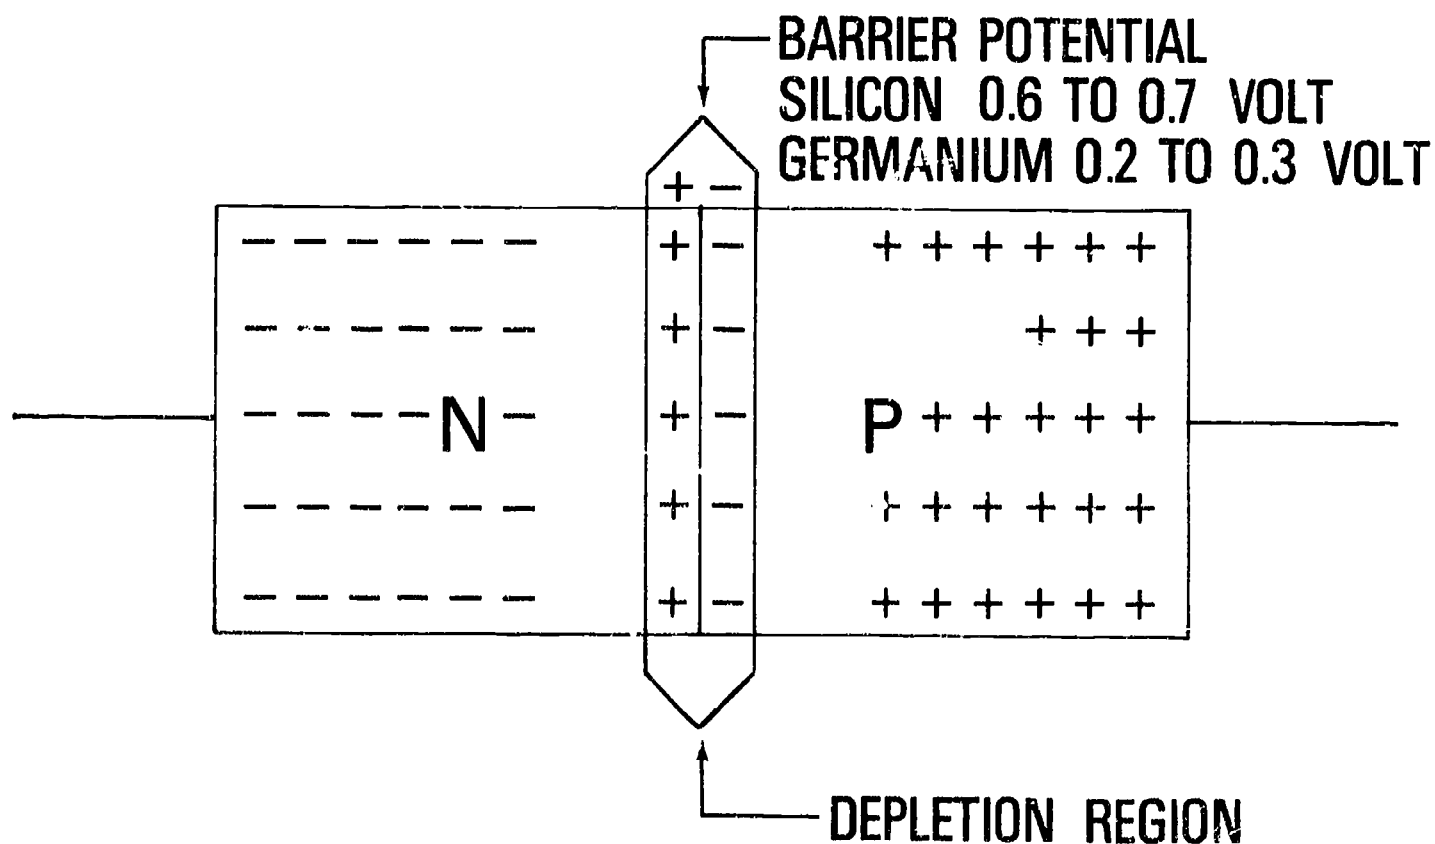 BARRIER POTENTIAL
SILICON 0.6 TO 0.7 VOLT
GERMANIUM 0.2 TO 0.3 VOLT
+ −
− − − − − − + − + + + + + +
− − − − − − + − + + +
− − − − N − + − P + + + + +
− − − − − − + − + + + + + +
− − − − − − + − + + + + + +
DEPLETION REGION